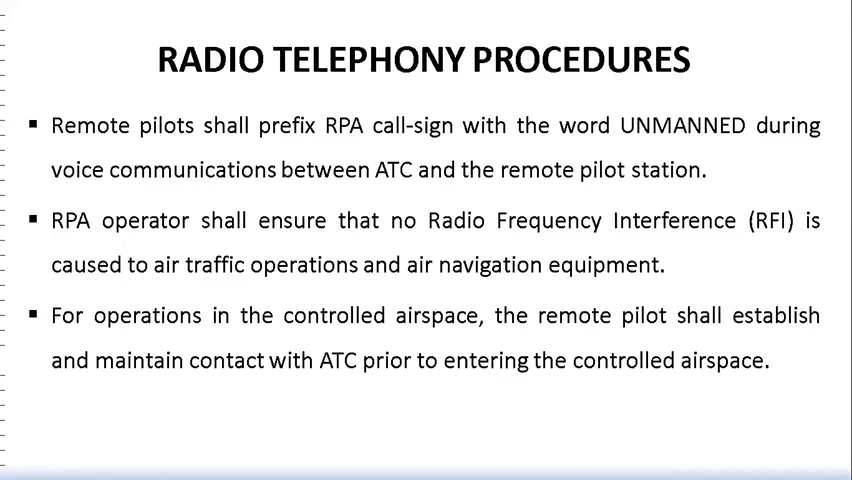 RADIO TELEPHONY PROCEDURES
▪ Remote pilots shall prefix RPA call-sign with the word UNMANNED during
voice communications between ATC and the remote pilot station.
▪ RPA operator shall ensure that no Radio Frequency Interference (RFI) is
caused to air traffic operations and air navigation equipment.
▪ For operations in the controlled airspace, the remote pilot shall establish
and maintain contact with ATC prior to entering the controlled airspace.